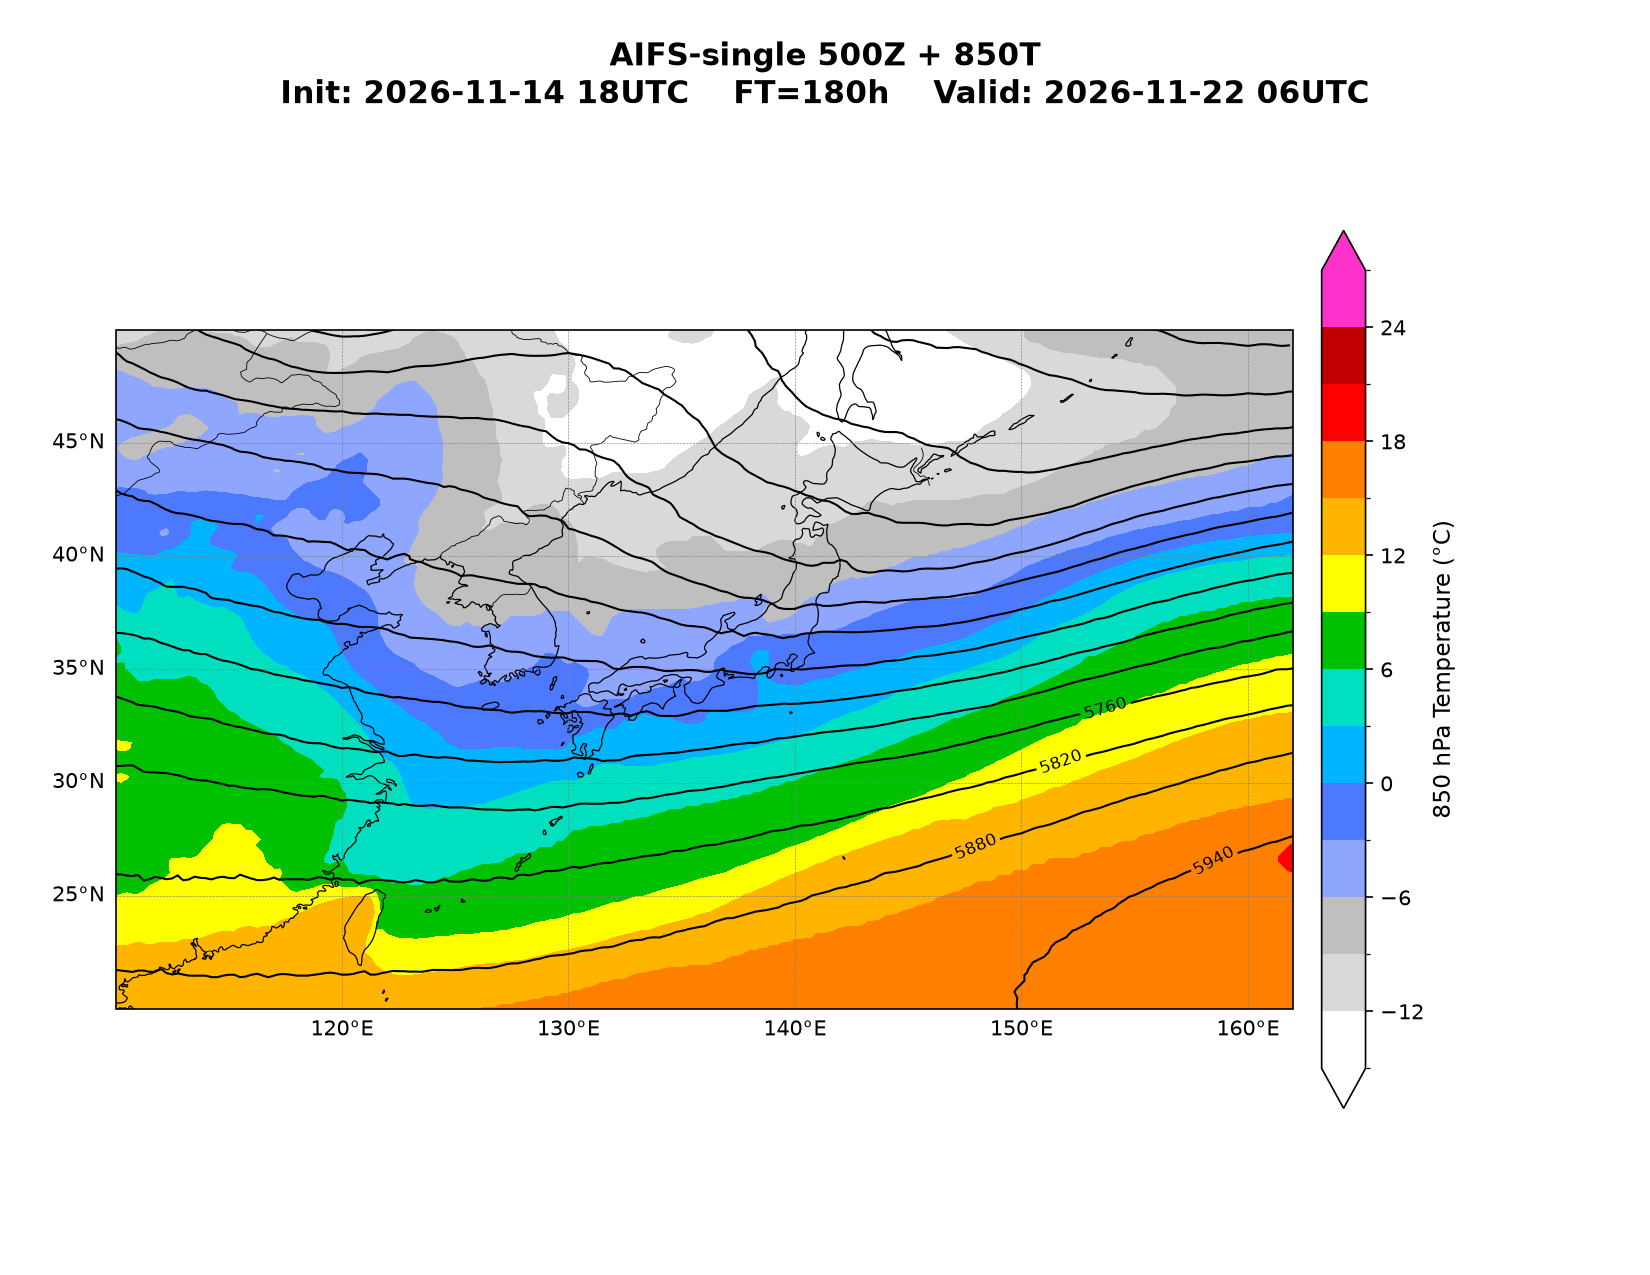 AIFS-single 500Z + 850T
Init: 2026-11-14 18UTC    FT=180h    Valid: 2026-11-22 06UTC
24
18
12
6
0
−6
−12
850 hPa Temperature (°C)
45°N
40°N
35°N
30°N
25°N
5760
5820
5880
5940
120°E
130°E
140°E
150°E
160°E